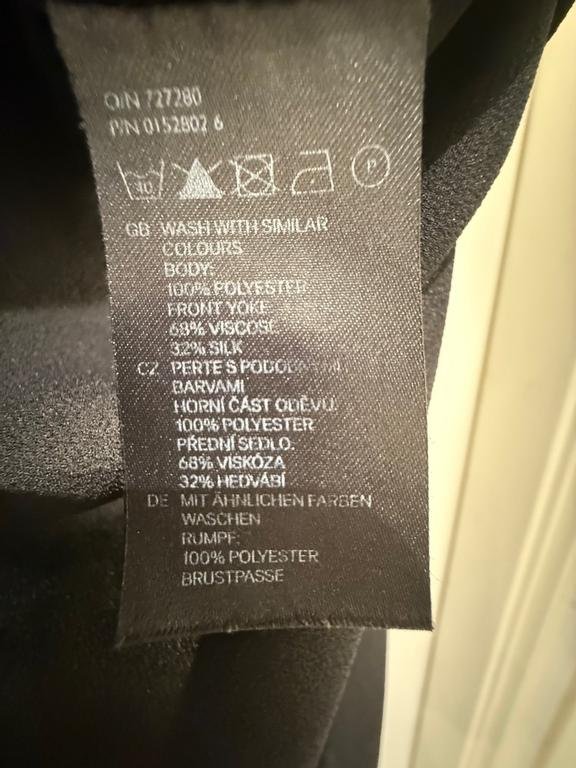 O/N 727280
P/N 0152802 6
40 P
GB WASH WITH SIMILAR
COLOURS
BODY:
100% POLYESTER
FRONT YOKE
68% VISCOSE
32% SILK
CZ PERTE S PODOBNÝMI
BARVAMI
HORNÍ ČÁST ODĚVU:
100% POLYESTER
PŘEDNÍ SEDLO:
68% VISKÓZA
32% HEDVÁBÍ
DE MIT ÄHNLICHEN FARBEN
WASCHEN
RUMPF:
100% POLYESTER
BRUSTPASSE